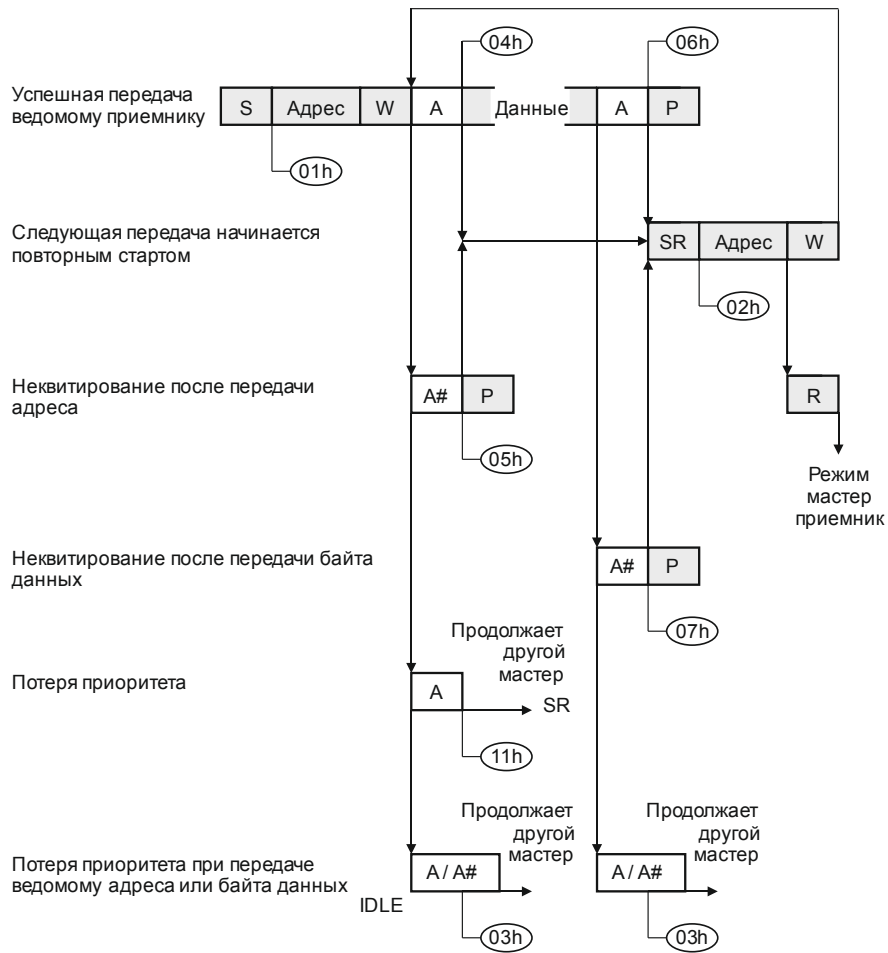 04h
06h
Успешная передача
ведомому приемнику
S Адрес W A Данные A P
01h
Следующая передача начинается
повторным стартом
SR Адрес W
02h
Неквитирование после передачи
адреса
A# P
R
05h
Режим
мастер
приемник
Неквитирование после передачи байта
данных
A# P
07h
Продолжает
другой
мастер
Потеря приоритета
A
SR
11h
Продолжает
другой
мастер
Продолжает
другой
мастер
Потеря приоритета при передаче
ведомому адреса или байта данных
A / A#
A / A#
IDLE
03h
03h